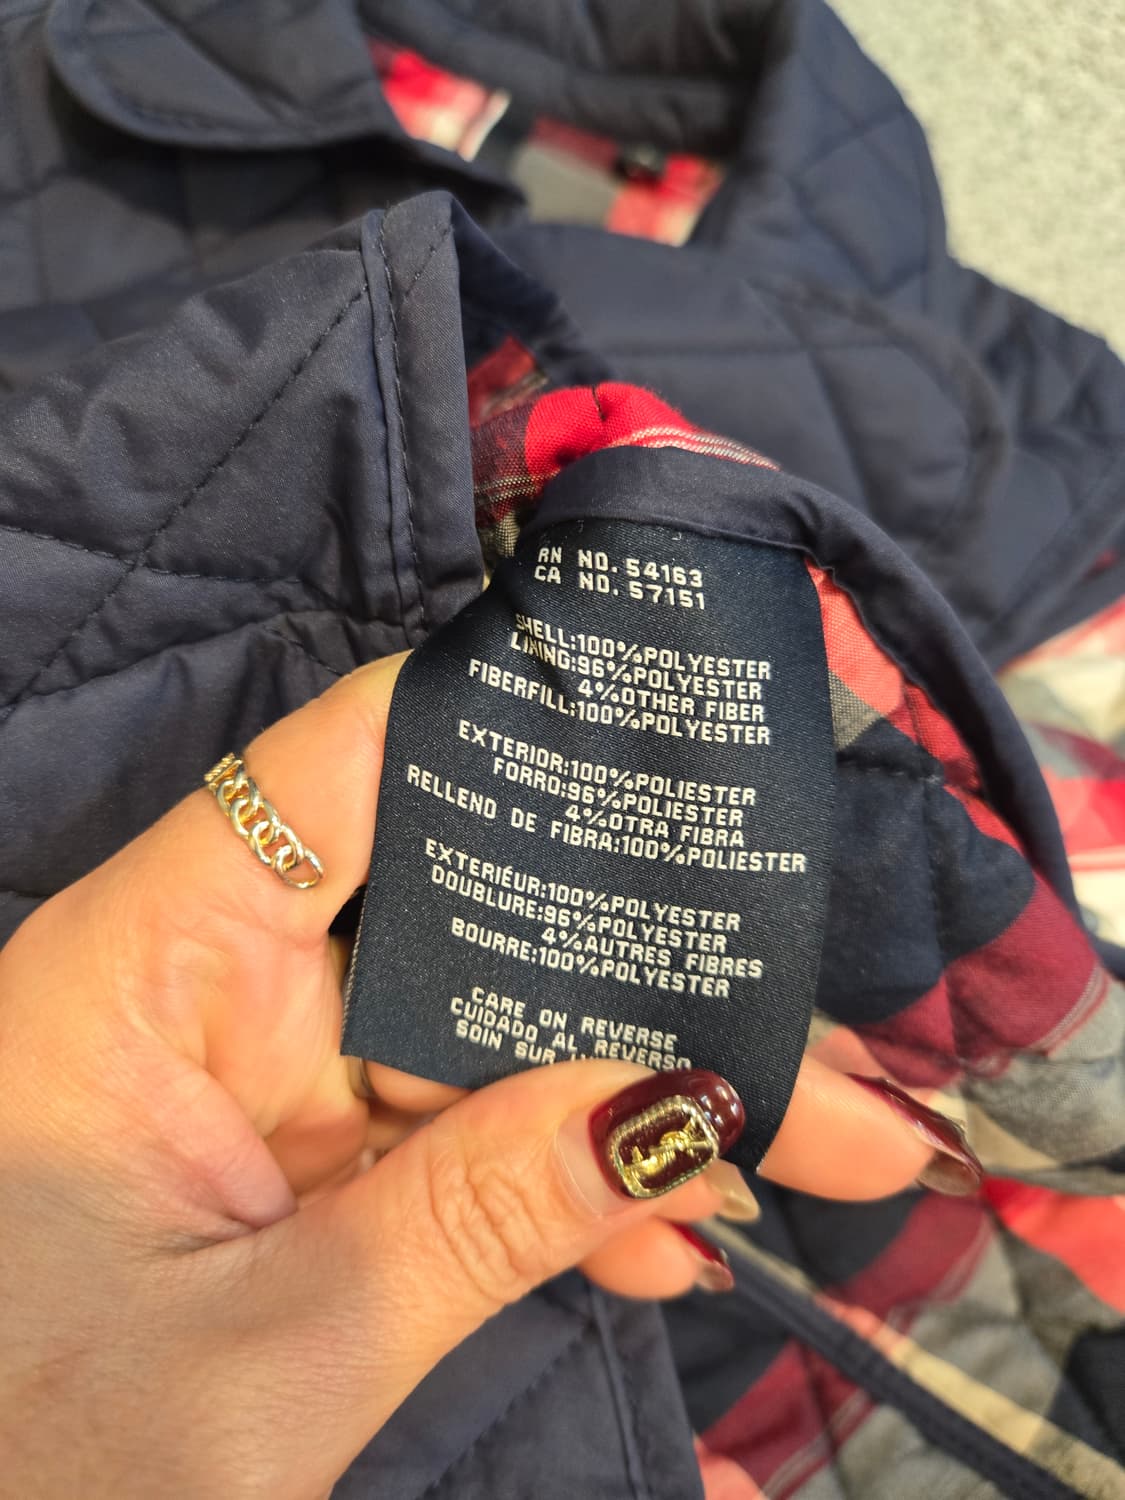 RN NO. 54163
CA NO. 57151
SHELL:100%POLYESTER
LINING:96%POLYESTER
4%OTHER FIBER
FIBERFILL:100%POLYESTER
EXTERIOR:100%POLIESTER
FORRO:96%POLIESTER
4%OTRA FIBRA
RELLENO DE FIBRA:100%POLIESTER
EXTERIÉUR:100%POLYESTER
DOUBLURE:96%POLYESTER
4%AUTRES FIBRES
BOURRE:100%POLYESTER
CARE ON REVERSE
CUIDADO AL REVERSO
SOIN SUR